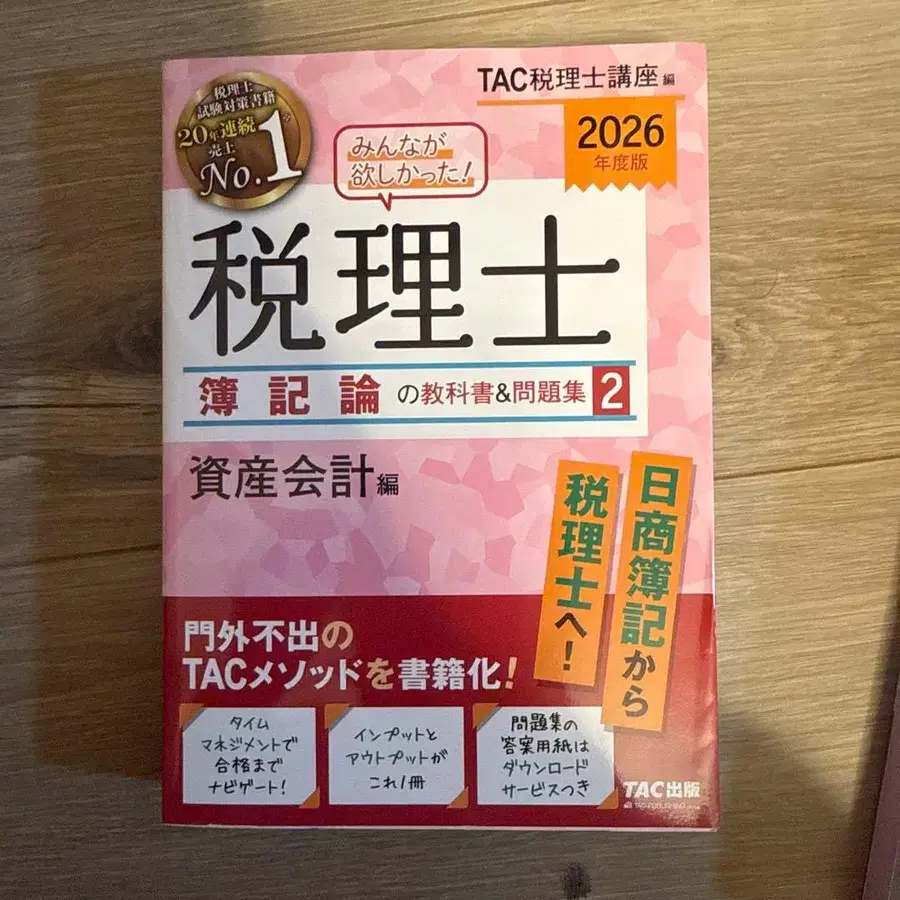 税理士
試験対策書籍
20年連続
売上
No.1※
みんなが
欲しかった!
TAC税理士講座 編
2026
年度版
税理士
簿記論の教科書&問題集 2
資産会計編
日商簿記から
税理士へ!
門外不出の
TACメソッドを書籍化!
タイム
マネジメントで
合格まで
ナビゲート!
インプットと
アウトプットが
これ1冊
問題集の
答案用紙は
ダウンロード
サービスつき
TAC出版
TAC PUBLISHING